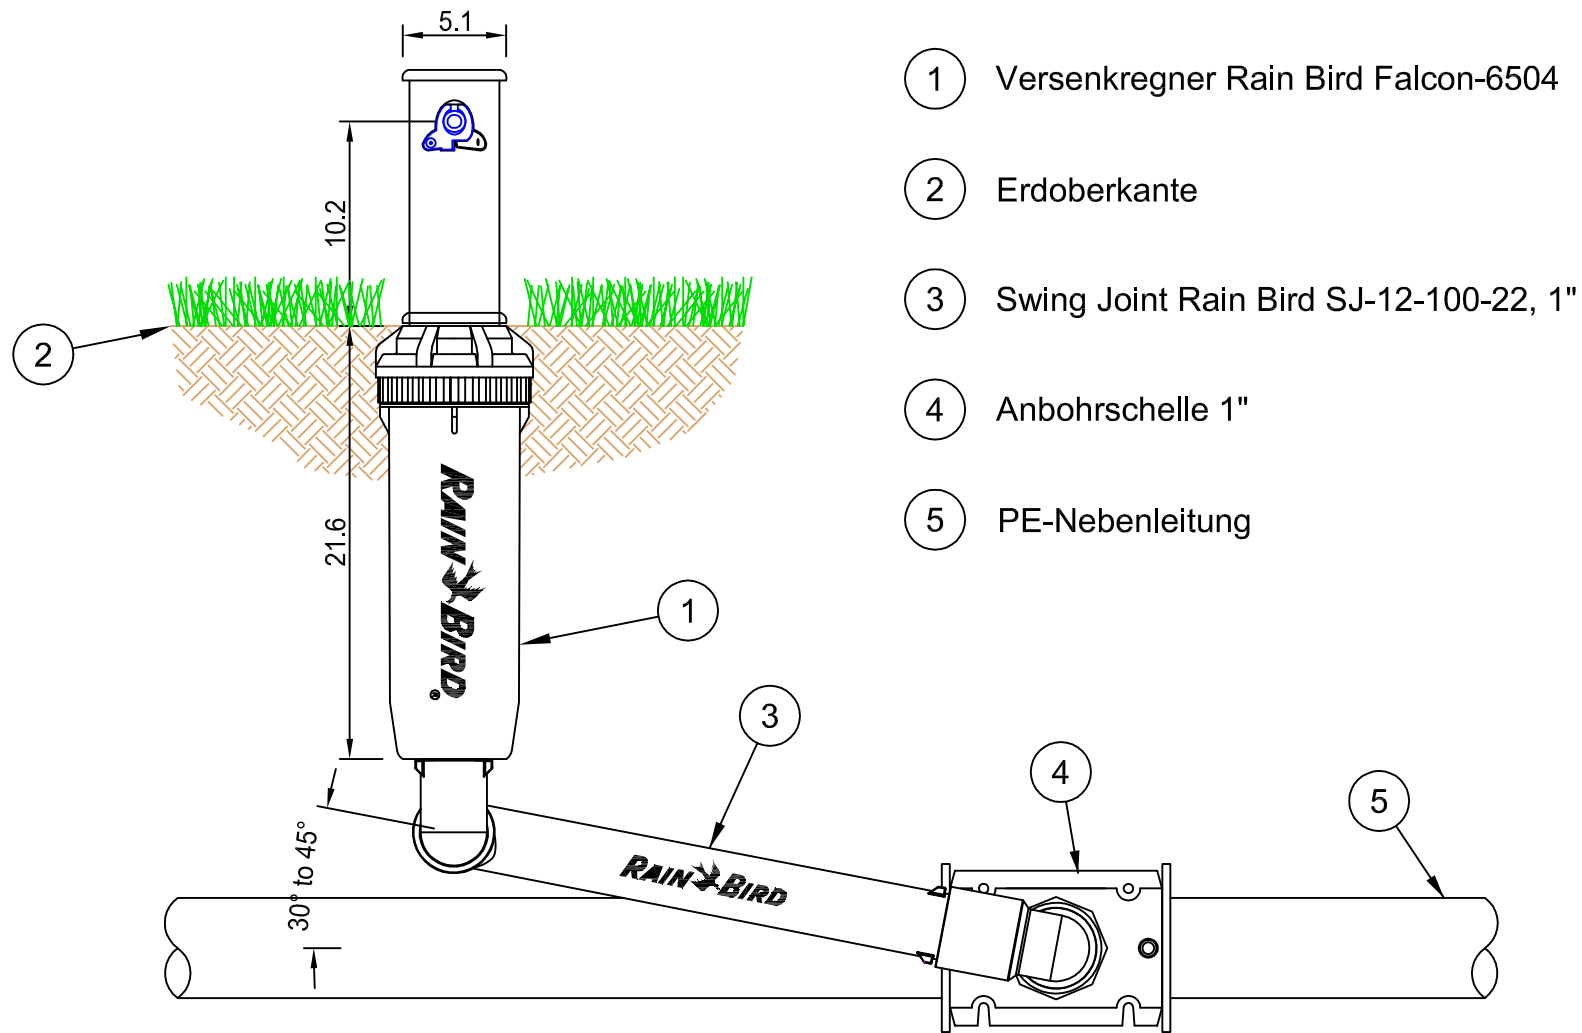 5.1
1 Versenkregner Rain Bird Falcon-6504
2 Erdoberkante
3 Swing Joint Rain Bird SJ-12-100-22, 1"
4 Anbohrschelle 1"
5 PE-Nebenleitung
10.2
2
21.6
RAIN BIRD®
1
3
4
5
30° to 45°
RAIN BIRD